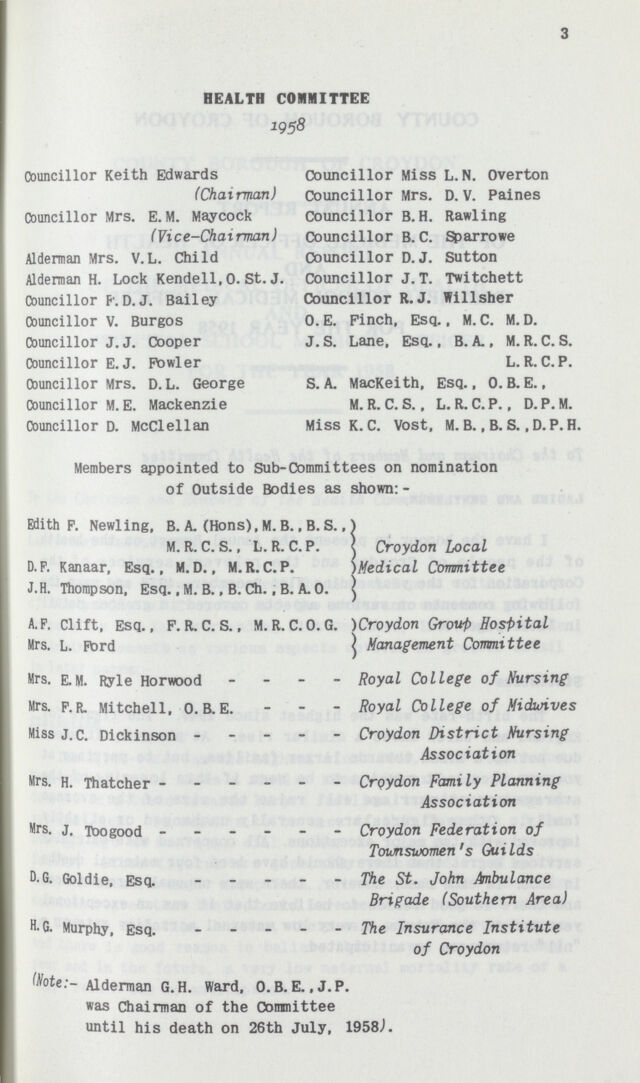 3
HEALTH COMMITTEE
1958
Councillor Keith Edwards
(Chairman)
Councillor Mrs. E.M. Maycock
(Vice-Chairman)
Alderman Mrs. V.L. Child
Alderman H. Lock Kendell, O.St.J.
Councillor F.D.J. Bailey
Councillor V. Burgos
Councillor J.J. Cooper
Councillor E.J. Fowler
Councillor Mrs. D.L. George
Councillor M.E. Mackenzie
Councillor D. McClellan
Councillor Miss L.N. Overton
Councillor Mrs. D.V. Paines
Councillor B.H. Rawling
Councillor B.C. Sparrowe
Councillor D.J. Sutton
Councillor J.T. Twitchett
Councillor R.J. Willsher
O.E. Finch, Esq., M.C. M.D.
J.S. Lane, Esq., B.A., M.R.C.S.
L.R.C.P.
S.A. MacKeith, Esq., O.B.E.,
M.R.C.S., L.R.C.P., D.P.M.
Miss K.C. Vost, M.B., B.S., D.P.H.
Members appointed to Sub-Committees on nomination
of Outside Bodies as shown:-
Edith F. Newling, B.A.(Hons), M.B., B.S.,)
M.R.C.S., L.R.C.P. ) Croydon Local
D.F. Kanaar, Esq., M.D., M.R.C.P. )Medical Committee
J.H. Thompson, Esq., M.B., B.Ch., B.A.O. )
A.F. Clift, Esq., F.R.C.S., M.R.C.O.G. )Croydon Group Hospital
Mrs. L. Ford ) Management Committee
Mrs. E.M. Ryle Horwood - - - - Royal College of Nursing
Mrs. F.R. Mitchell, O.B.E. - - - Royal College of Midwives
Miss J.C. Dickinson - - - - - Croydon District Nursing
Association
Mrs. H. Thatcher - - - - - - Croydon Family Planning
Association
Mrs. J. Toogood - - - - - - Croydon Federation of
Townswomen's Guilds
D.G. Goldie, Esq. - - - - - The St. John Ambulance
Brigade (Southern Area)
H.G. Murphy, Esq. - - - - - The Insurance Institute
of Croydon
(Note:- Alderman G.H. Ward, O.B.E., J.P.
was Chairman of the Committee
until his death on 26th July, 1958).